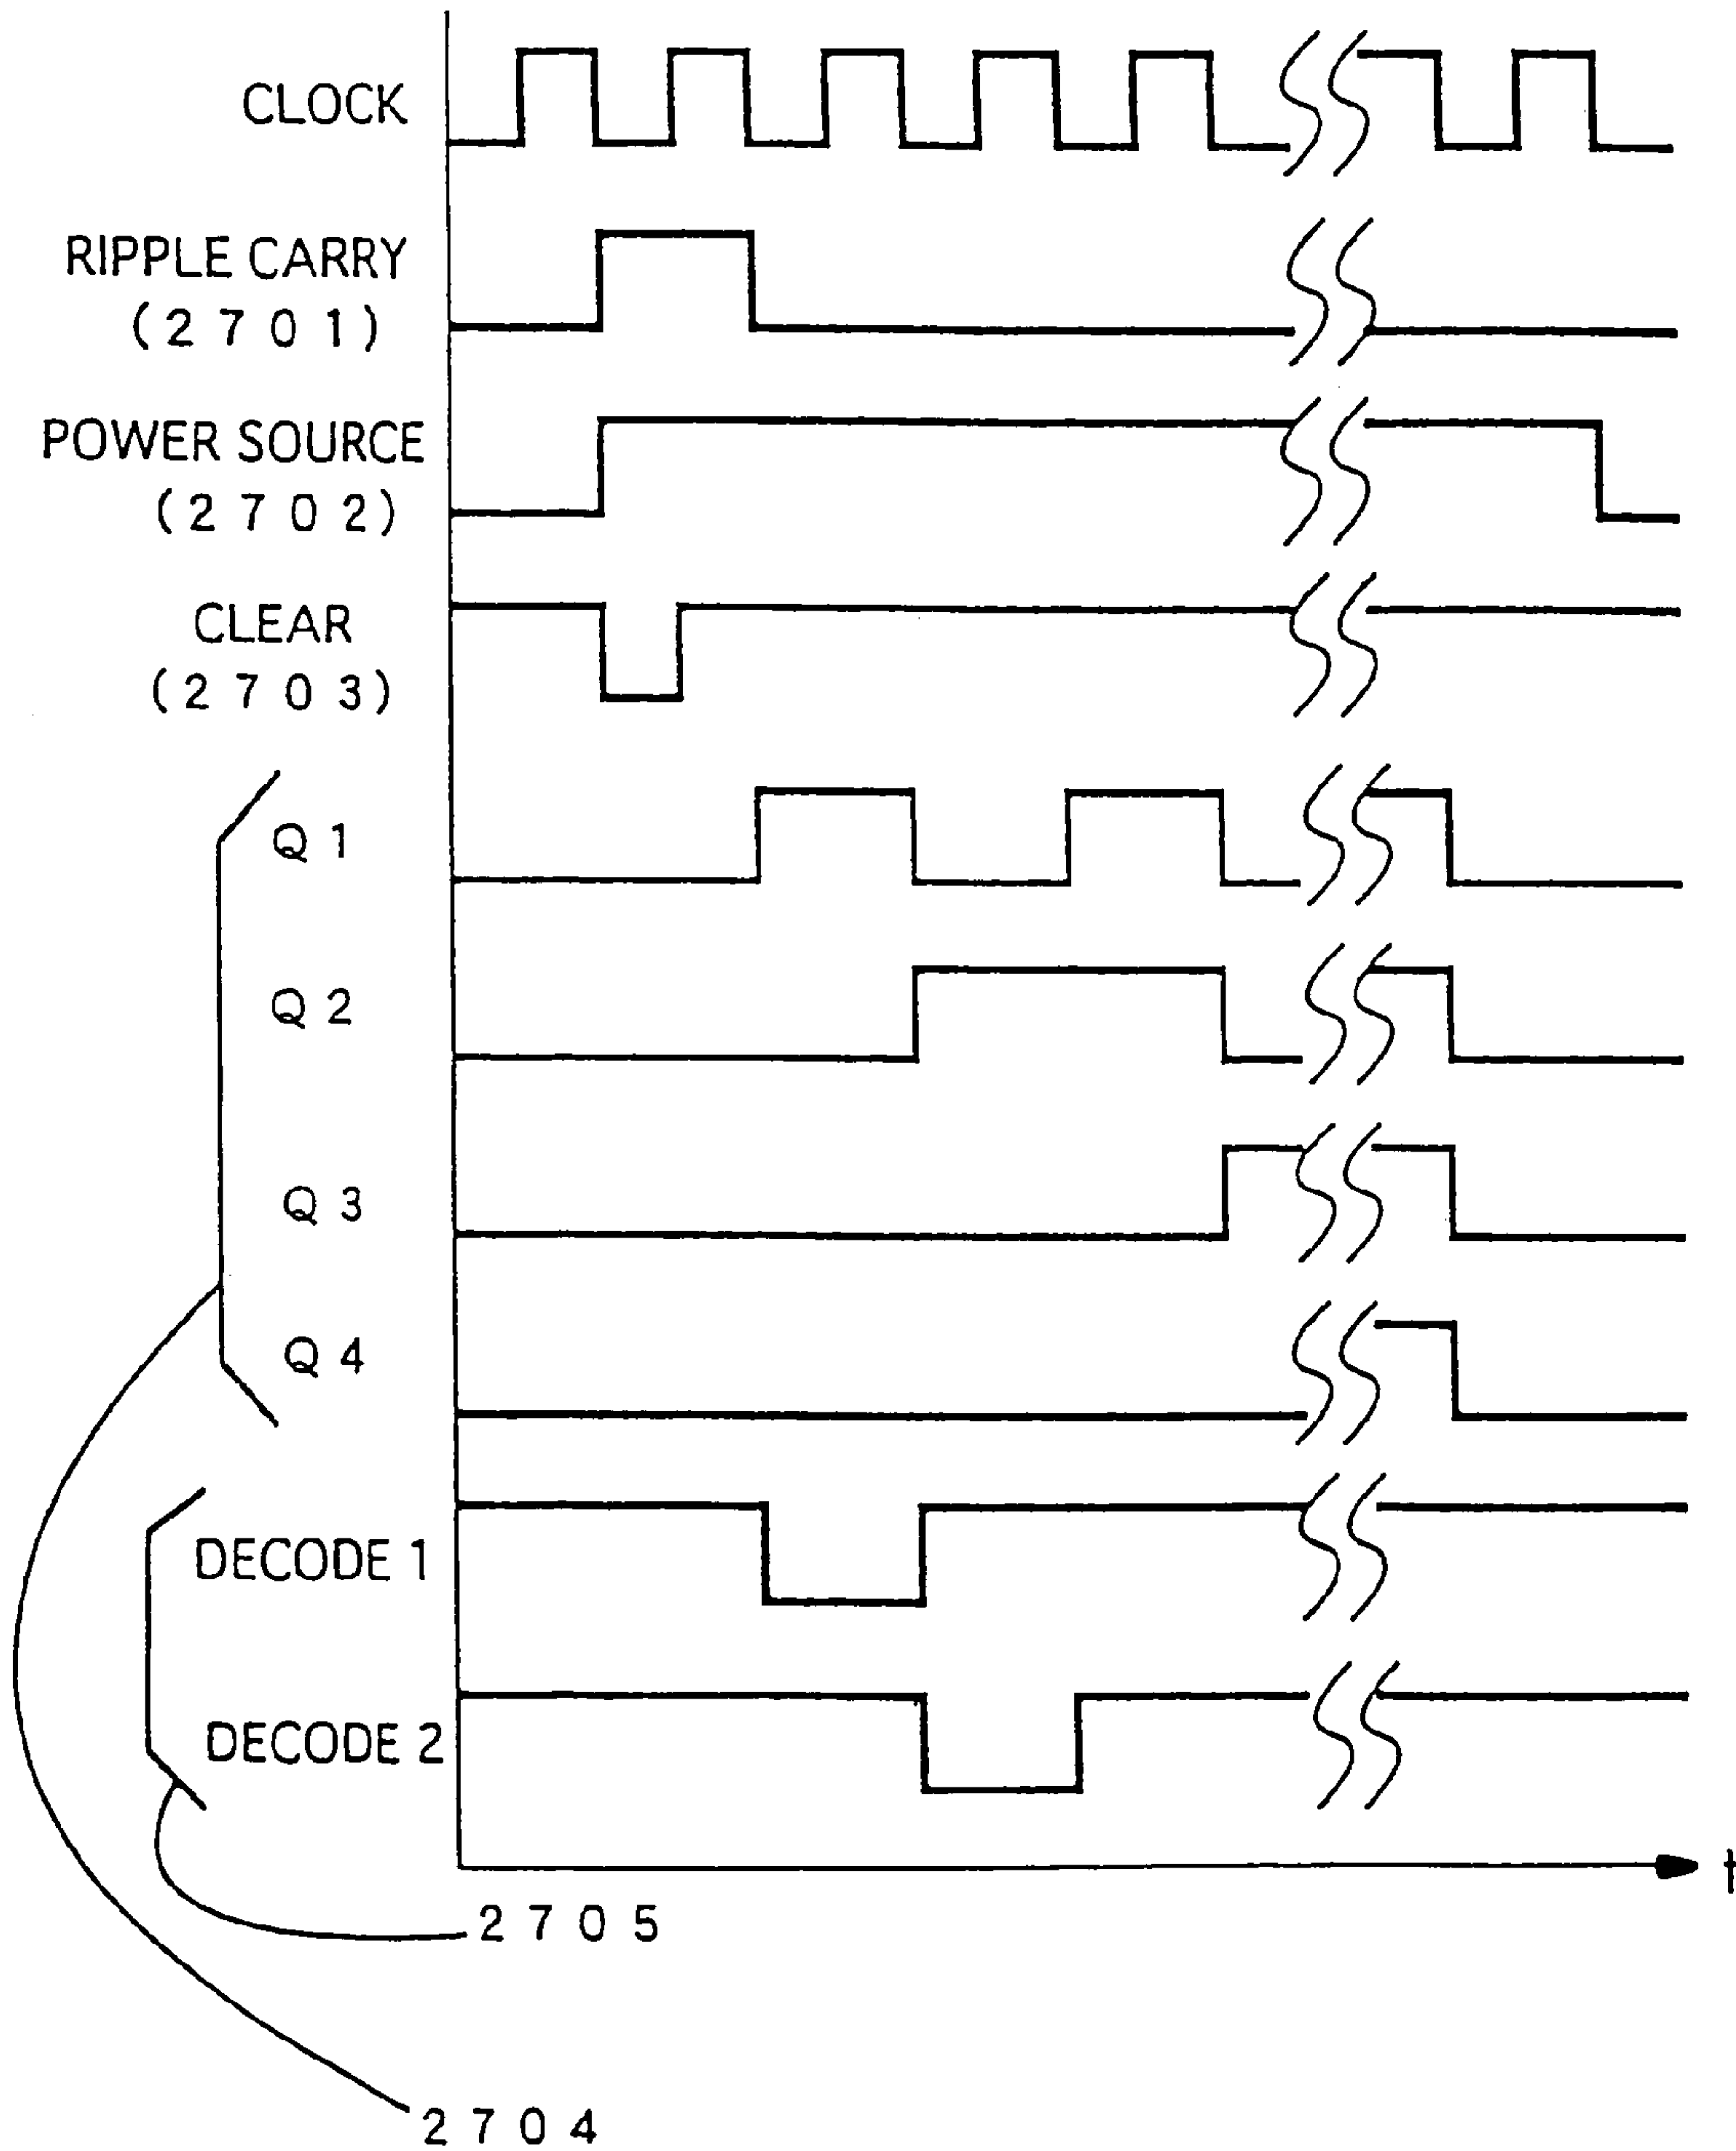 CLOCK
RIPPLE CARRY
(2701)
POWER SOURCE
(2702)
CLEAR
(2703)
Q1
Q2
Q3
Q4
DECODE 1
DECODE 2
t
2705
2704